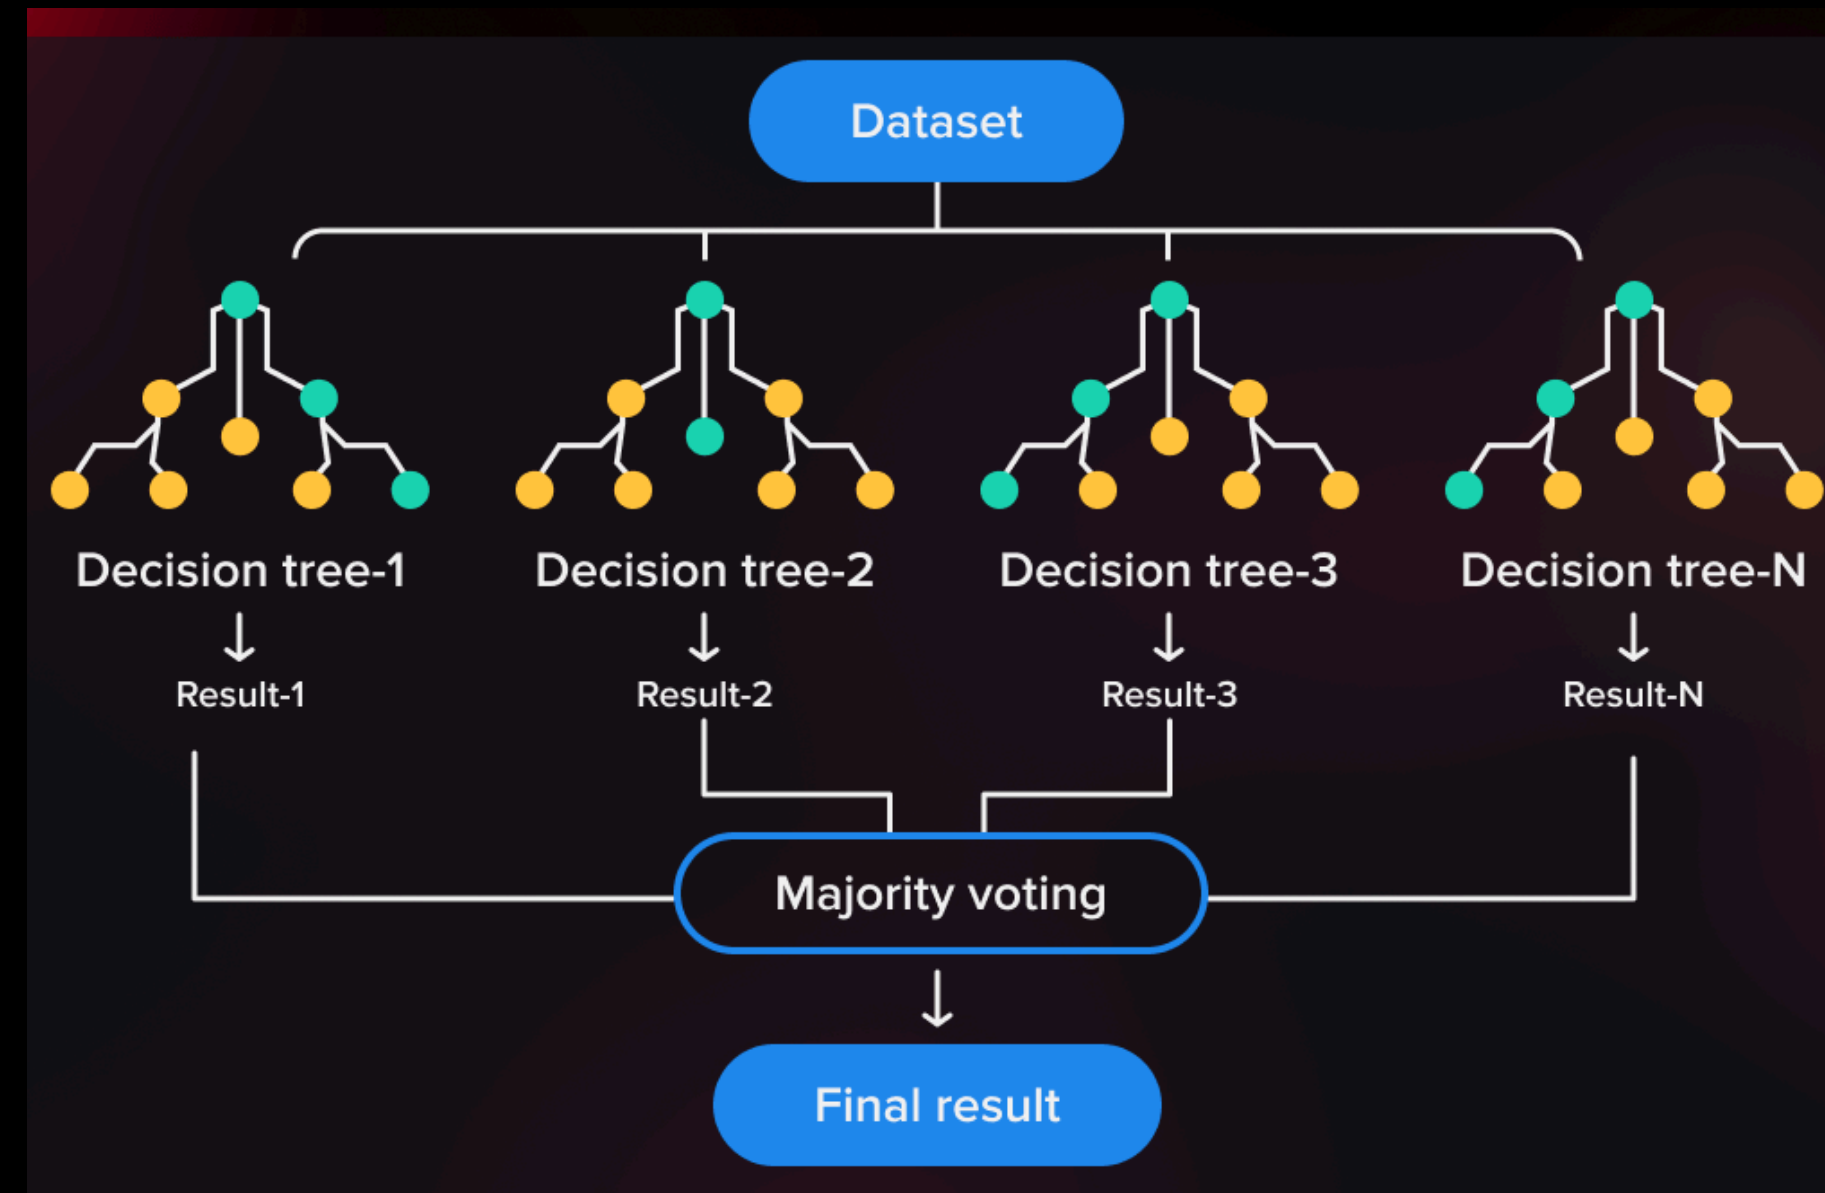 Dataset
Decision tree-1
Decision tree-2
Decision tree-3
Decision tree-N
Result-1
Result-2
Result-3
Result-N
Majority voting
Final result